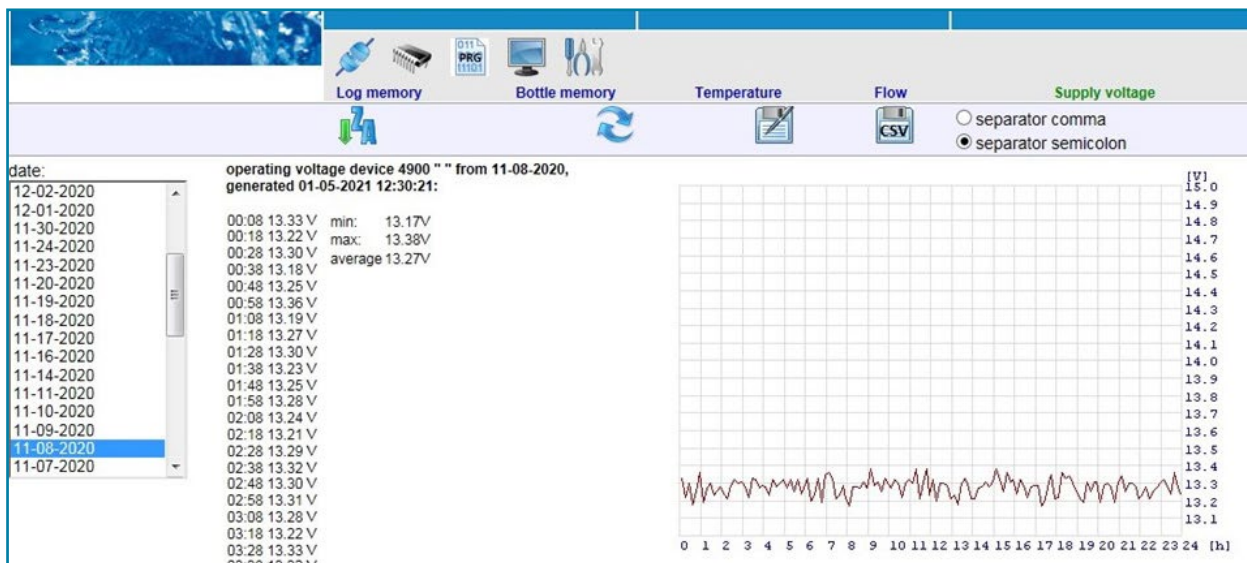 011
PRG
11101
Log memory Bottle memory Temperature Flow Supply voltage
Z
A
CSV
separator comma
separator semicolon
date:
12-02-2020
12-01-2020
11-30-2020
11-24-2020
11-23-2020
11-20-2020
11-19-2020
11-18-2020
11-17-2020
11-16-2020
11-14-2020
11-11-2020
11-10-2020
11-09-2020
11-08-2020
11-07-2020
operating voltage device 4900 " " from 11-08-2020,
generated 01-05-2021 12:30:21:
00:08 13.33 V
00:18 13.22 V
00:28 13.30 V
00:38 13.18 V
00:48 13.25 V
00:58 13.36 V
01:08 13.19 V
01:18 13.27 V
01:28 13.30 V
01:38 13.23 V
01:48 13.25 V
01:58 13.28 V
02:08 13.24 V
02:18 13.21 V
02:28 13.29 V
02:38 13.32 V
02:48 13.30 V
02:58 13.31 V
03:08 13.28 V
03:18 13.22 V
03:28 13.33 V
min: 13.17V
max: 13.38V
average 13.27V
[V]
15.0
14.9
14.8
14.7
14.6
14.5
14.4
14.3
14.2
14.1
14.0
13.9
13.8
13.7
13.6
13.5
13.4
13.3
13.2
13.1
0 1 2 3 4 5 6 7 8 9 10 11 12 13 14 15 16 17 18 19 20 21 22 23 24 [h]